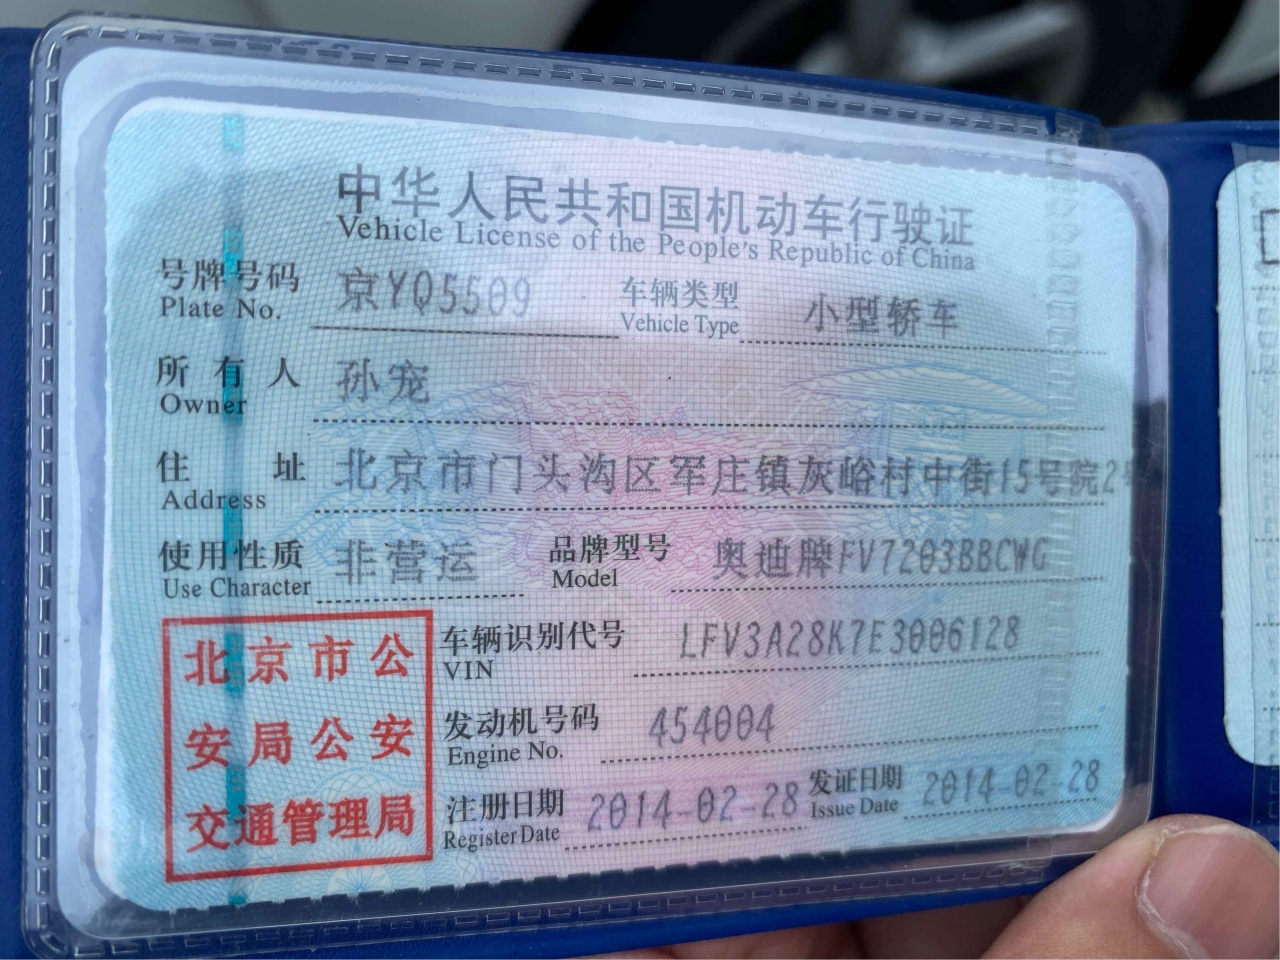 中华人民共和国机动车行驶证
Vehicle License of the People's Republic of China
号牌号码 京YQ5509 车辆类型 小型轿车
Plate No. Vehicle Type
所有人 孙宠
Owner
住址 北京市门头沟区军庄镇灰峪村中街15号院2号
Address
使用性质 非营运 品牌型号 奥迪牌FV7203BBCWG
Use Character Model
北京市公
安局公安
交通管理局
车辆识别代号 LFV3A28K7E3006128
VIN
发动机号码 454004
Engine No.
注册日期 2014-02-28 发证日期 2014-02-28
Register Date Issue Date